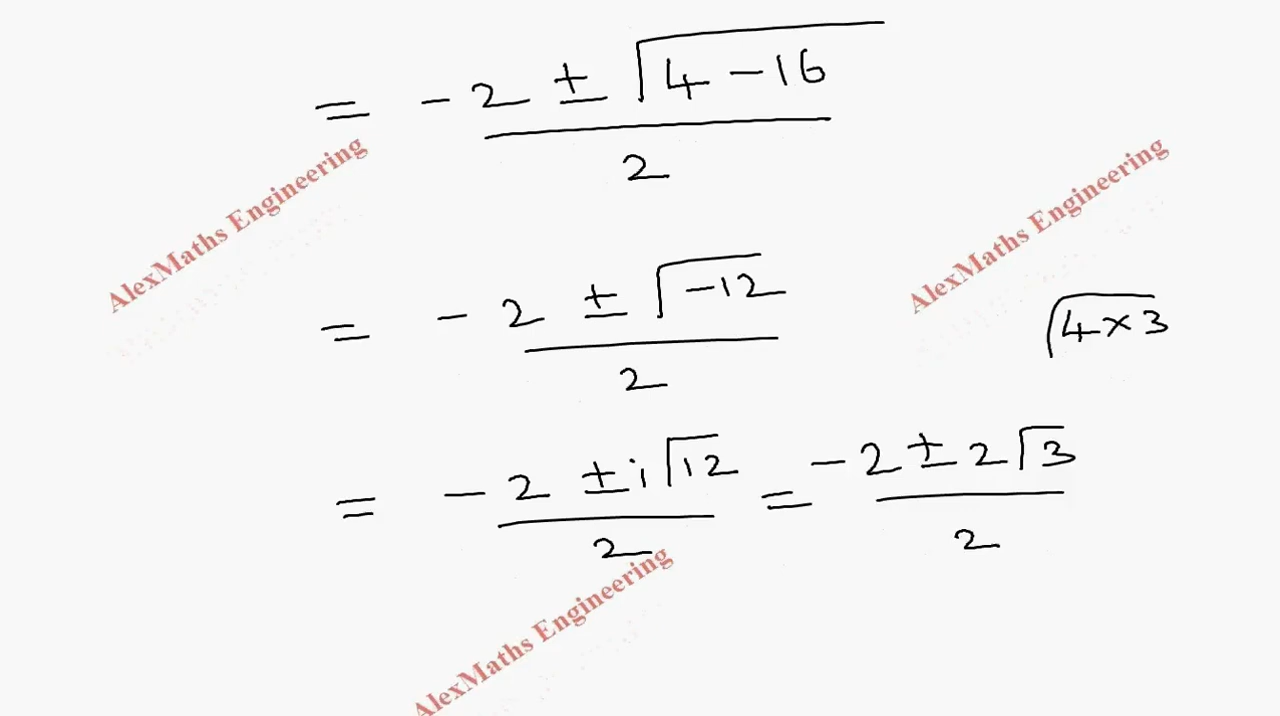 = -2 ± √4 - 16
2
AlexMaths Engineering
AlexMaths Engineering
= -2 ± √-12
2
√4 × 3
= -2 ± i√12 = -2 ± 2√3
2 2
AlexMaths Engineering